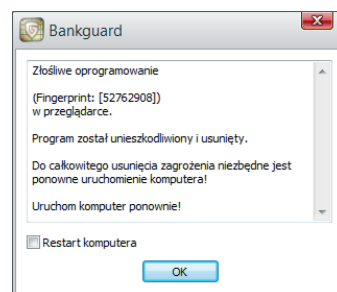 Bankguard
Złośliwe oprogramowanie
(Fingerprint: [52762908])
w przeglądarce.
Program został unieszkodliwiony i usunięty.
Do całkowitego usunięcia zagrożenia niezbędne jest
ponowne uruchomienie komputera!
Uruchom komputer ponownie!
Restart komputera
OK